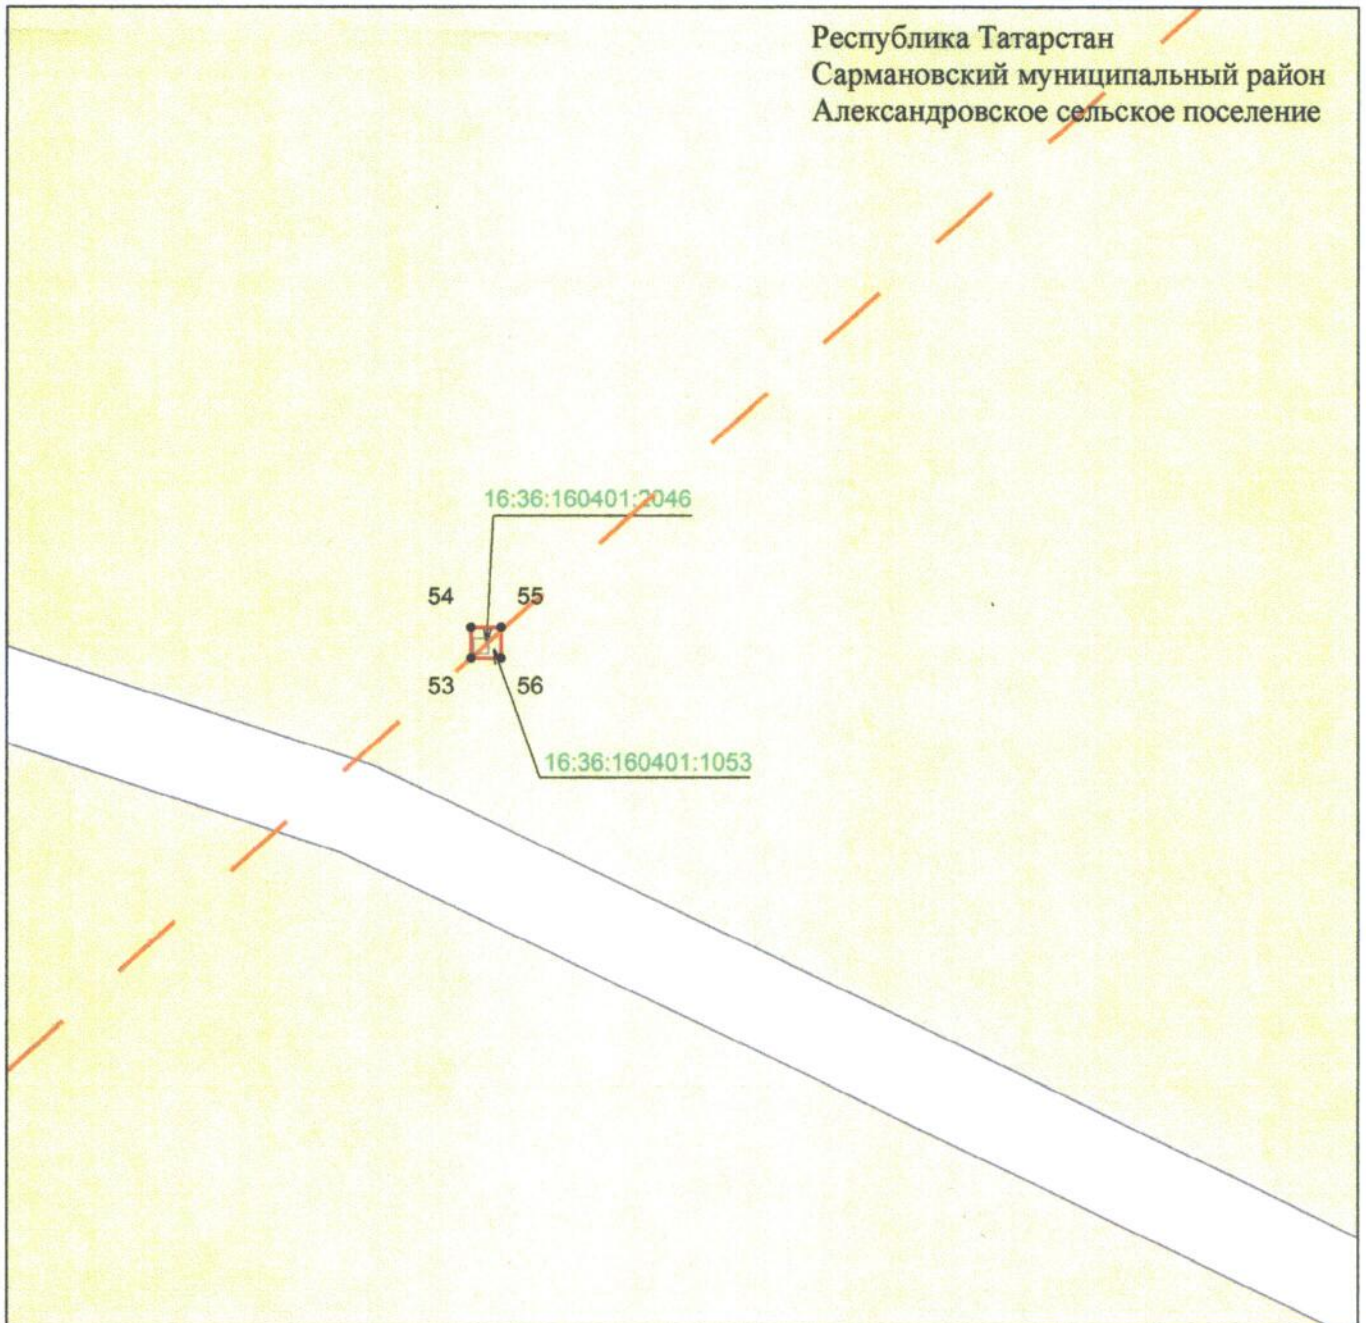 Республика Татарстан
Сармановский муниципальный район
Александровское сельское поселение
16:36:160401:2046
54
55
53
56
16:36:160401:1053